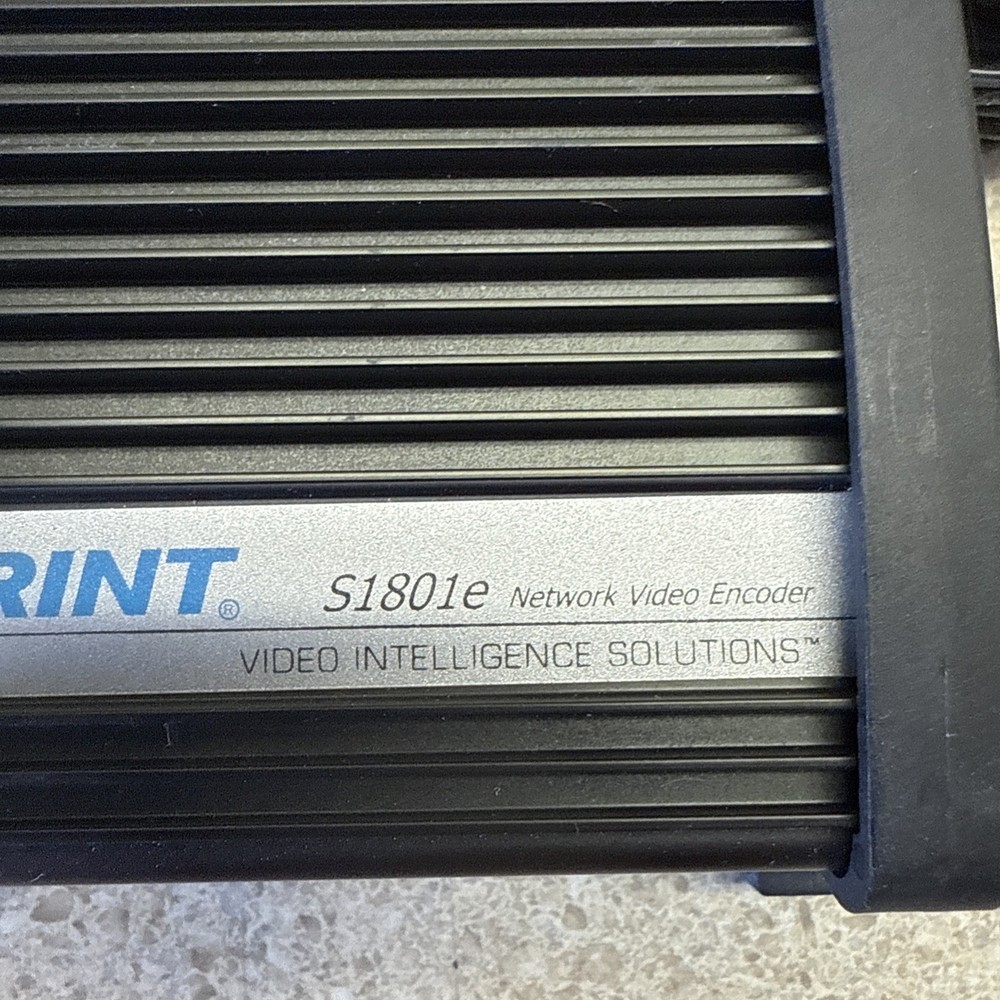 RINT® S1801e Network Video Encoder
VIDEO INTELLIGENCE SOLUTIONS™